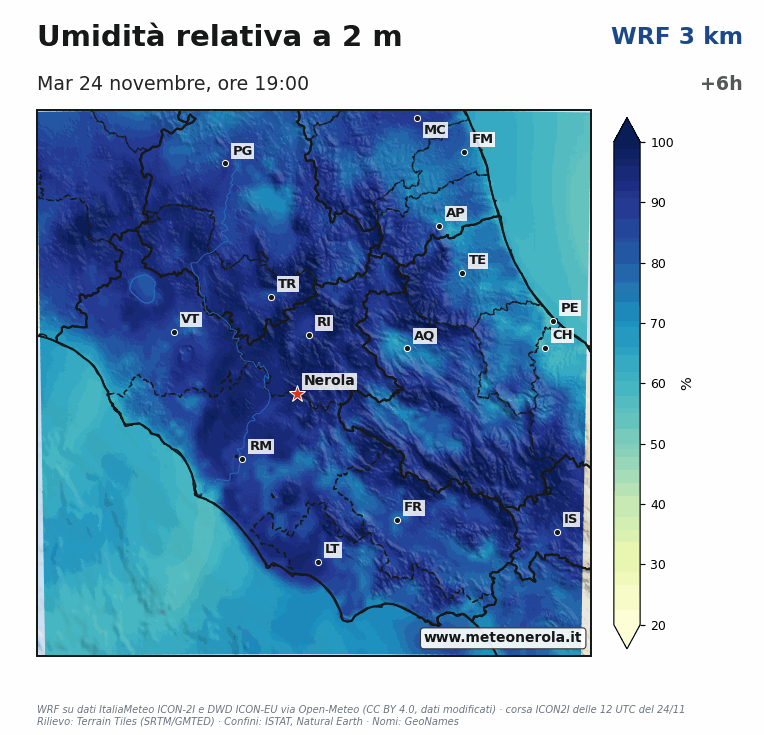 Umidità relativa a 2 m
WRF 3 km
Mar 24 novembre, ore 19:00
+6h
MC
FM
PG
AP
TE
TR
PE
VT
RI
AQ
CH
Nerola
RM
FR
IS
LT
www.meteonerola.it
100
90
80
70
60
50
40
30
20
%
WRF su dati ItaliaMeteo ICON-2I e DWD ICON-EU via Open-Meteo (CC BY 4.0, dati modificati) · corsa ICON2I delle 12 UTC del 24/11
Rilievo: Terrain Tiles (SRTM/GMTED) · Confini: ISTAT, Natural Earth · Nomi: GeoNames